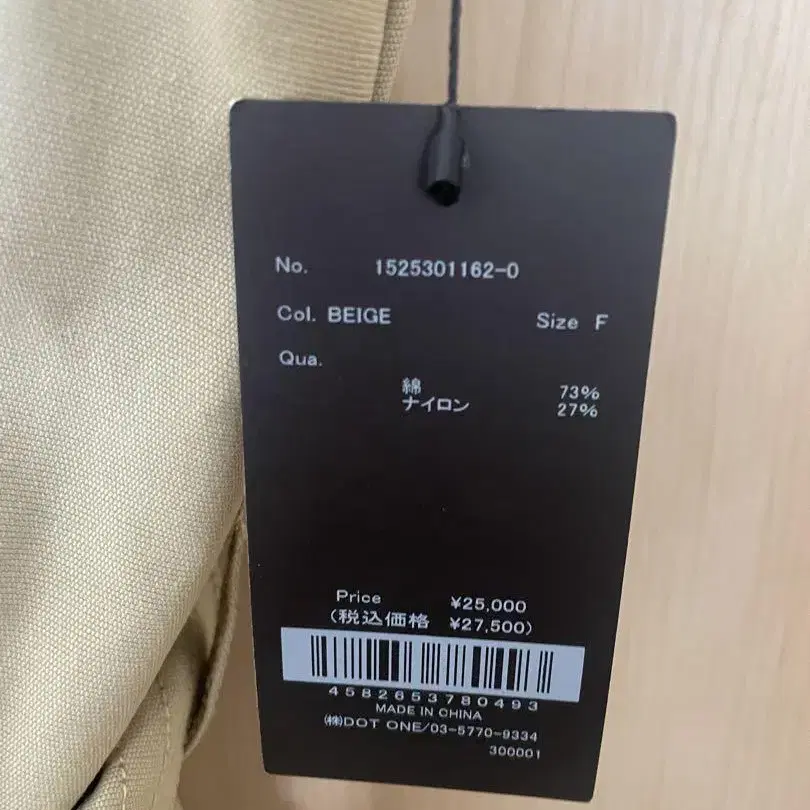 No. 1525301162-0
Col. BEIGE Size F
Qua.
綿 73%
ナイロン 27%
Price ¥25,000
(税込価格 ¥27,500)
4582653780493
MADE IN CHINA
㈱DOT ONE/03-5770-9334
300001